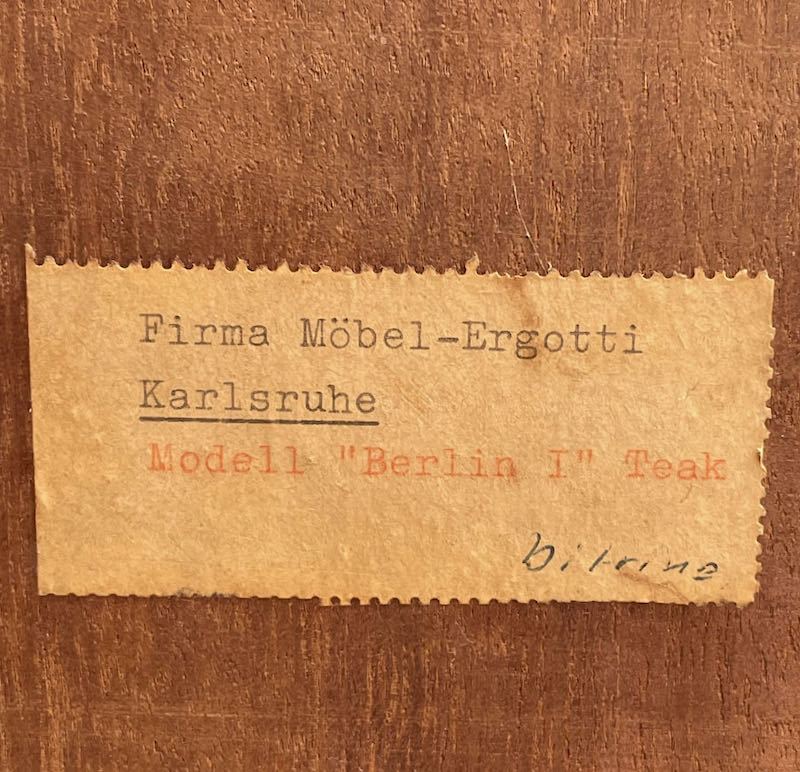 Firma Möbel-Ergotti
Karlsruhe
Modell "Berlin I" Teak
Vitrine